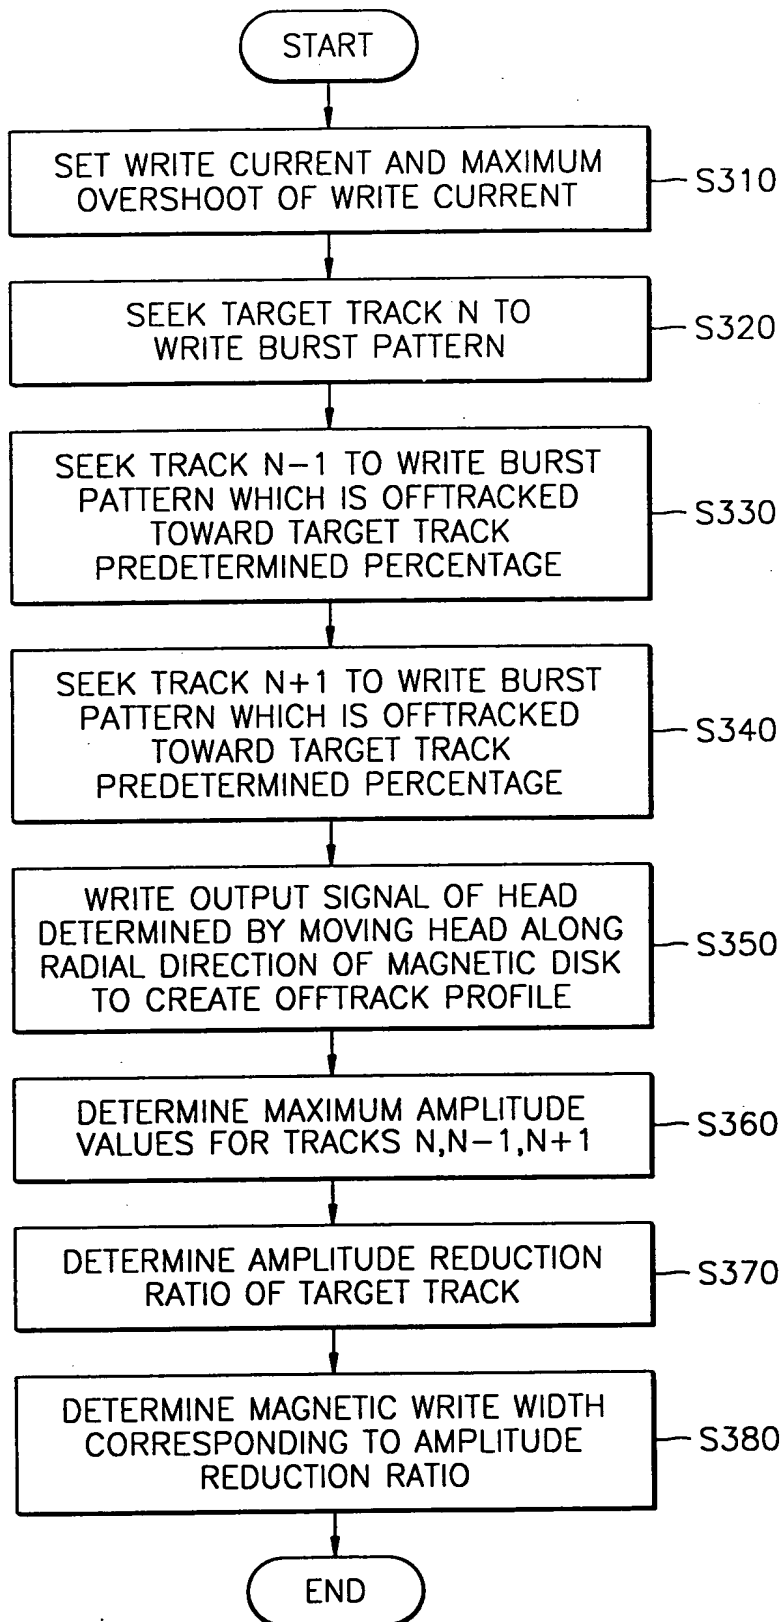 START
SET WRITE CURRENT AND MAXIMUM
OVERSHOOT OF WRITE CURRENT
S310
SEEK TARGET TRACK N TO
WRITE BURST PATTERN
S320
SEEK TRACK N-1 TO WRITE BURST
PATTERN WHICH IS OFFTRACKED
TOWARD TARGET TRACK
PREDETERMINED PERCENTAGE
S330
SEEK TRACK N+1 TO WRITE BURST
PATTERN WHICH IS OFFTRACKED
TOWARD TARGET TRACK
PREDETERMINED PERCENTAGE
S340
WRITE OUTPUT SIGNAL OF HEAD
DETERMINED BY MOVING HEAD ALONG
RADIAL DIRECTION OF MAGNETIC DISK
TO CREATE OFFTRACK PROFILE
S350
DETERMINE MAXIMUM AMPLITUDE
VALUES FOR TRACKS N,N-1,N+1
S360
DETERMINE AMPLITUDE REDUCTION
RATIO OF TARGET TRACK
S370
DETERMINE MAGNETIC WRITE WIDTH
CORRESPONDING TO AMPLITUDE
REDUCTION RATIO
S380
END